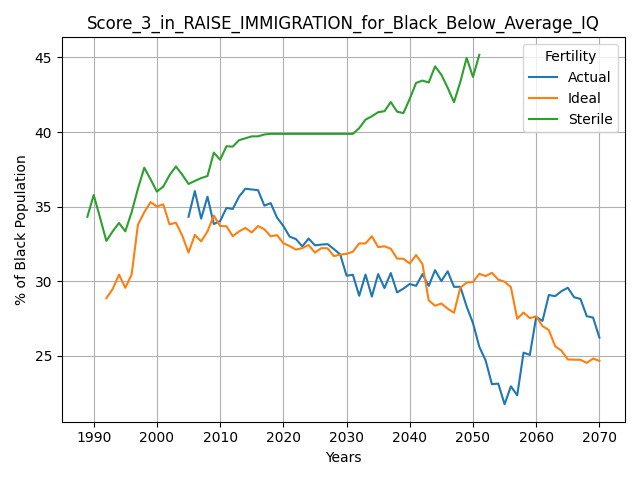 Score_3_in_RAISE_IMMIGRATION_for_Black_Below_Average_IQ
Fertility
Actual
Ideal
Sterile
% of Black Population
45
40
35
30
25
1990 2000 2010 2020 2030 2040 2050 2060 2070
Years